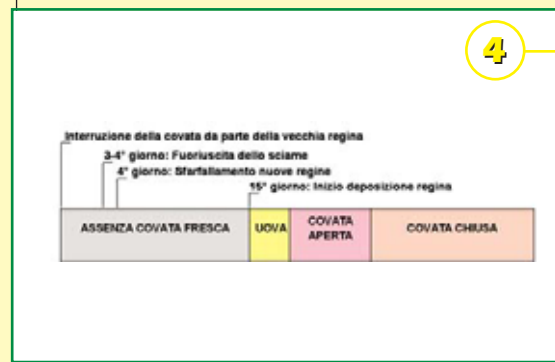 4
Interruzione della covata da parte della vecchia regina
3-4° giorno: Fuoriuscita dello sciame
4° giorno: Sfarfallamento nuove regine
15° giorno: Inizio deposizione regina
ASSENZA COVATA FRESCA
UOVA
COVATA
APERTA
COVATA CHIUSA